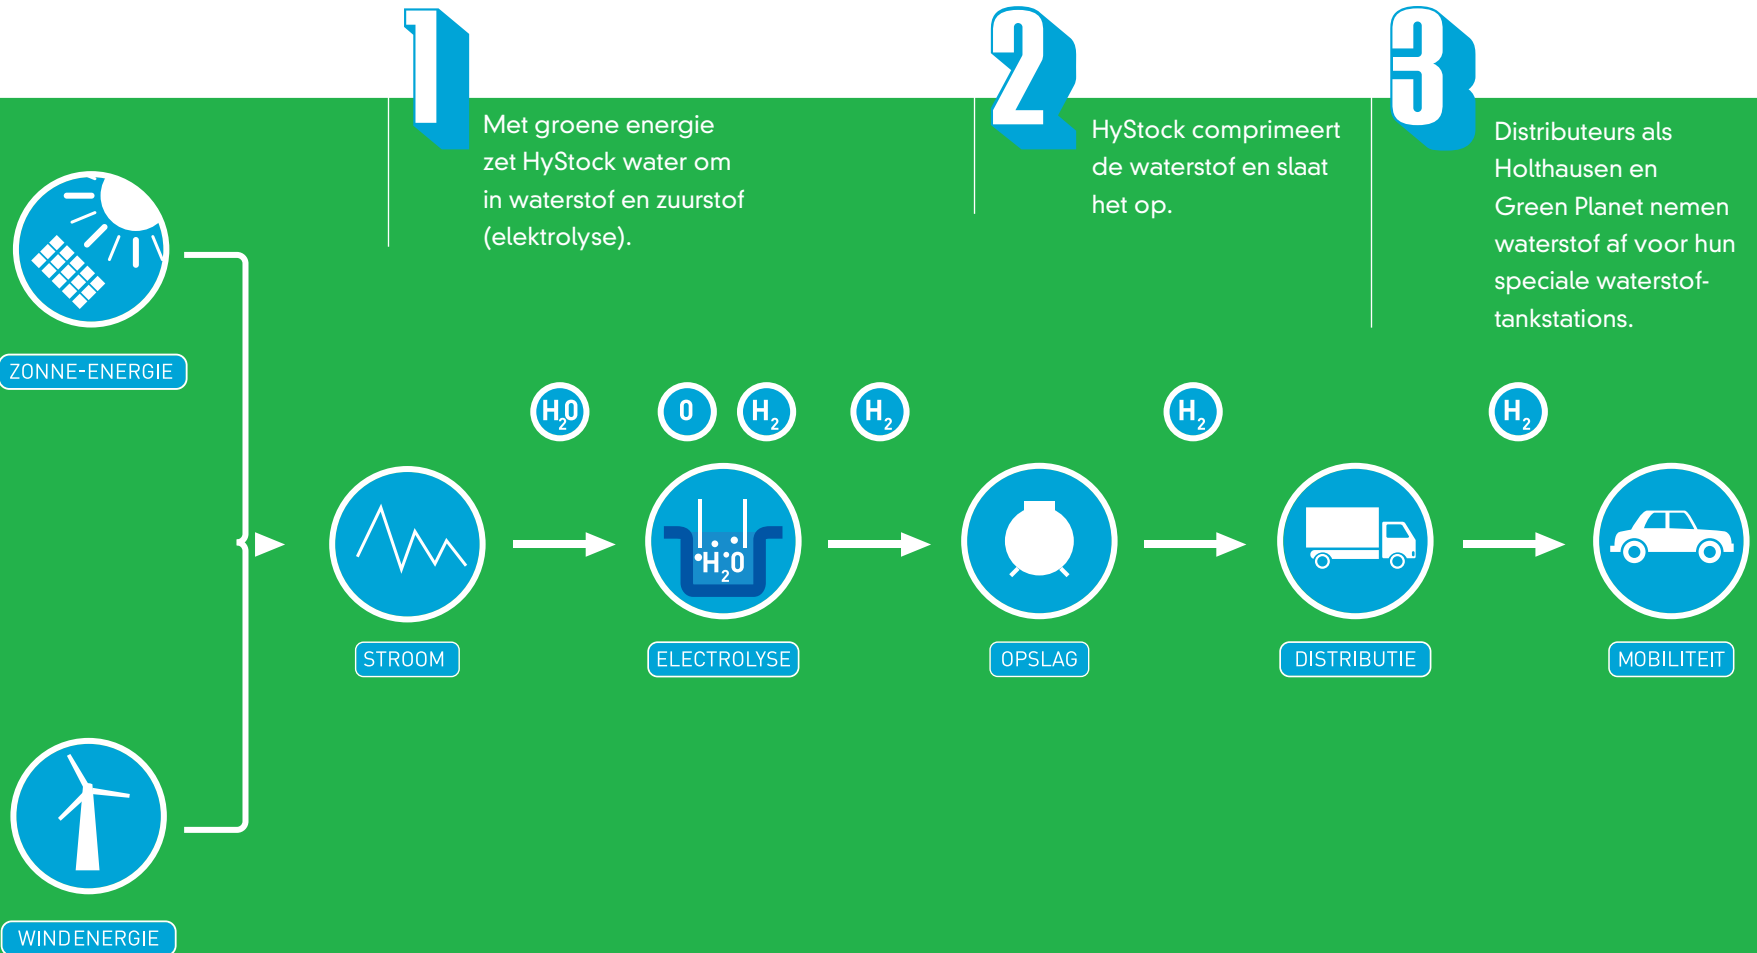 1
Met groene energie
zet HyStock water om
in waterstof en zuurstof
(elektrolyse).
2
HyStock comprimeert
de waterstof en slaat
het op.
3
Distributeurs als
Holthausen en
Green Planet nemen
waterstof af voor hun
speciale waterstof-
tankstations.
ZONNE-ENERGIE
H₂O
O
H₂
H₂
H₂
H₂
H₂O
STROOM
ELECTROLYSE
OPSLAG
DISTRIBUTIE
MOBILITEIT
WINDENERGIE